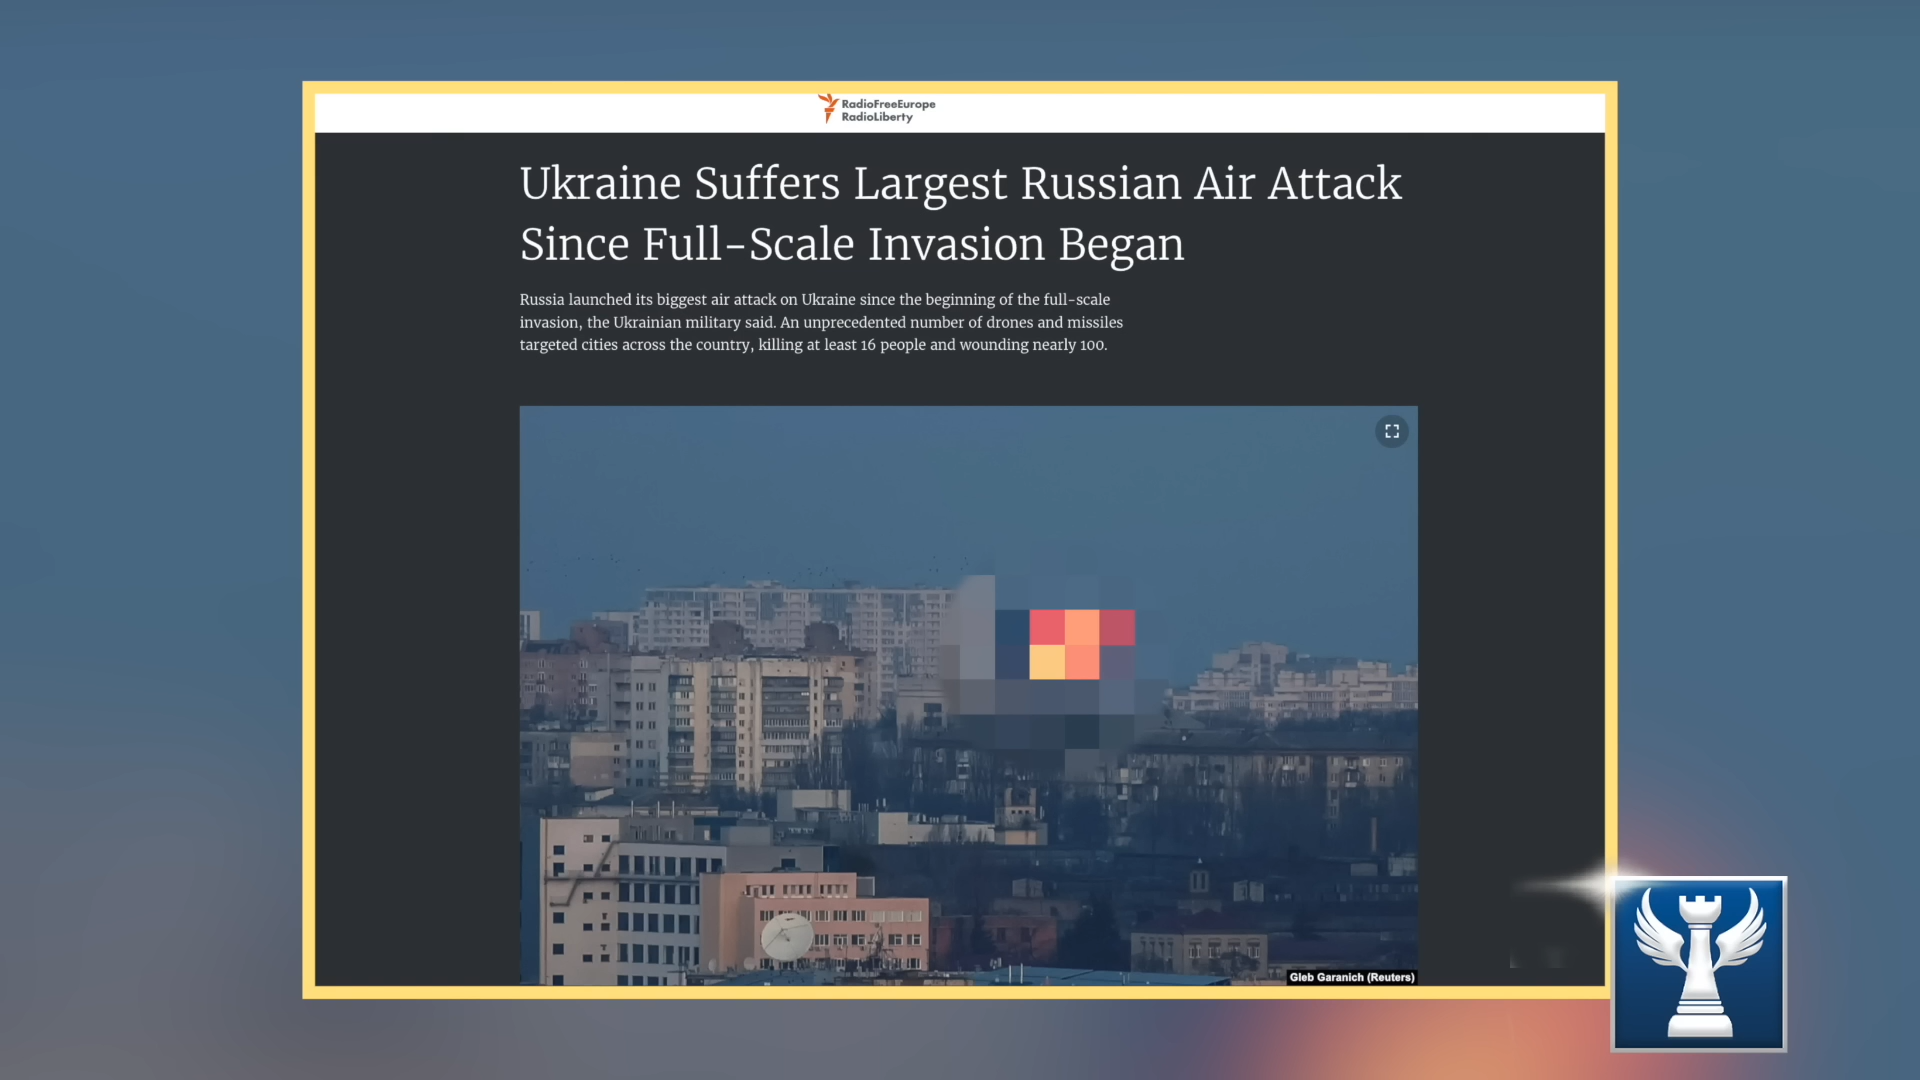 RadioFreeEurope
RadioLiberty
Ukraine Suffers Largest Russian Air Attack
Since Full-Scale Invasion Began
Russia launched its biggest air attack on Ukraine since the beginning of the full-scale
invasion, the Ukrainian military said. An unprecedented number of drones and missiles
targeted cities across the country, killing at least 16 people and wounding nearly 100.
Gleb Garanich (Reuters)